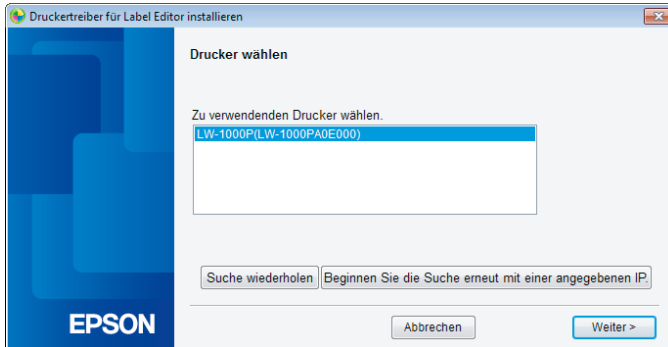 Druckertreiber für Label Editor installieren
Drucker wählen
Zu verwendenden Drucker wählen.
LW-1000P(LW-1000PA0E000)
Suche wiederholen
Beginnen Sie die Suche erneut mit einer angegebenen IP.
EPSON
Abbrechen
Weiter >